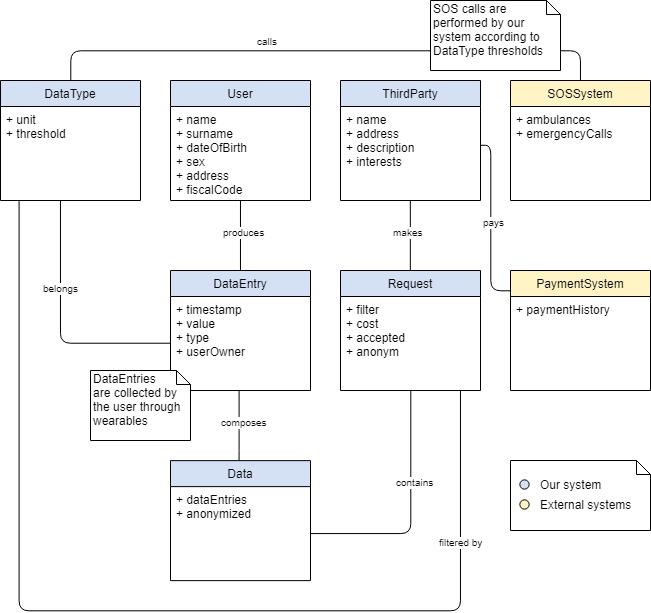 SOS calls are
performed by our
system according to
DataType thresholds
calls
DataType
+ unit
+ threshold
User
+ name
+ surname
+ dateOfBirth
+ sex
+ address
+ fiscalCode
ThirdParty
+ name
+ address
+ description
+ interests
SOSSystem
+ ambulances
+ emergencyCalls
produces
makes
pays
belongs
DataEntry
+ timestamp
+ value
+ type
+ userOwner
Request
+ filter
+ cost
+ accepted
+ anonym
PaymentSystem
+ paymentHistory
DataEntries
are collected by
the user through
wearables
composes
Data
+ dataEntries
+ anonymized
contains
filtered by
Our system
External systems